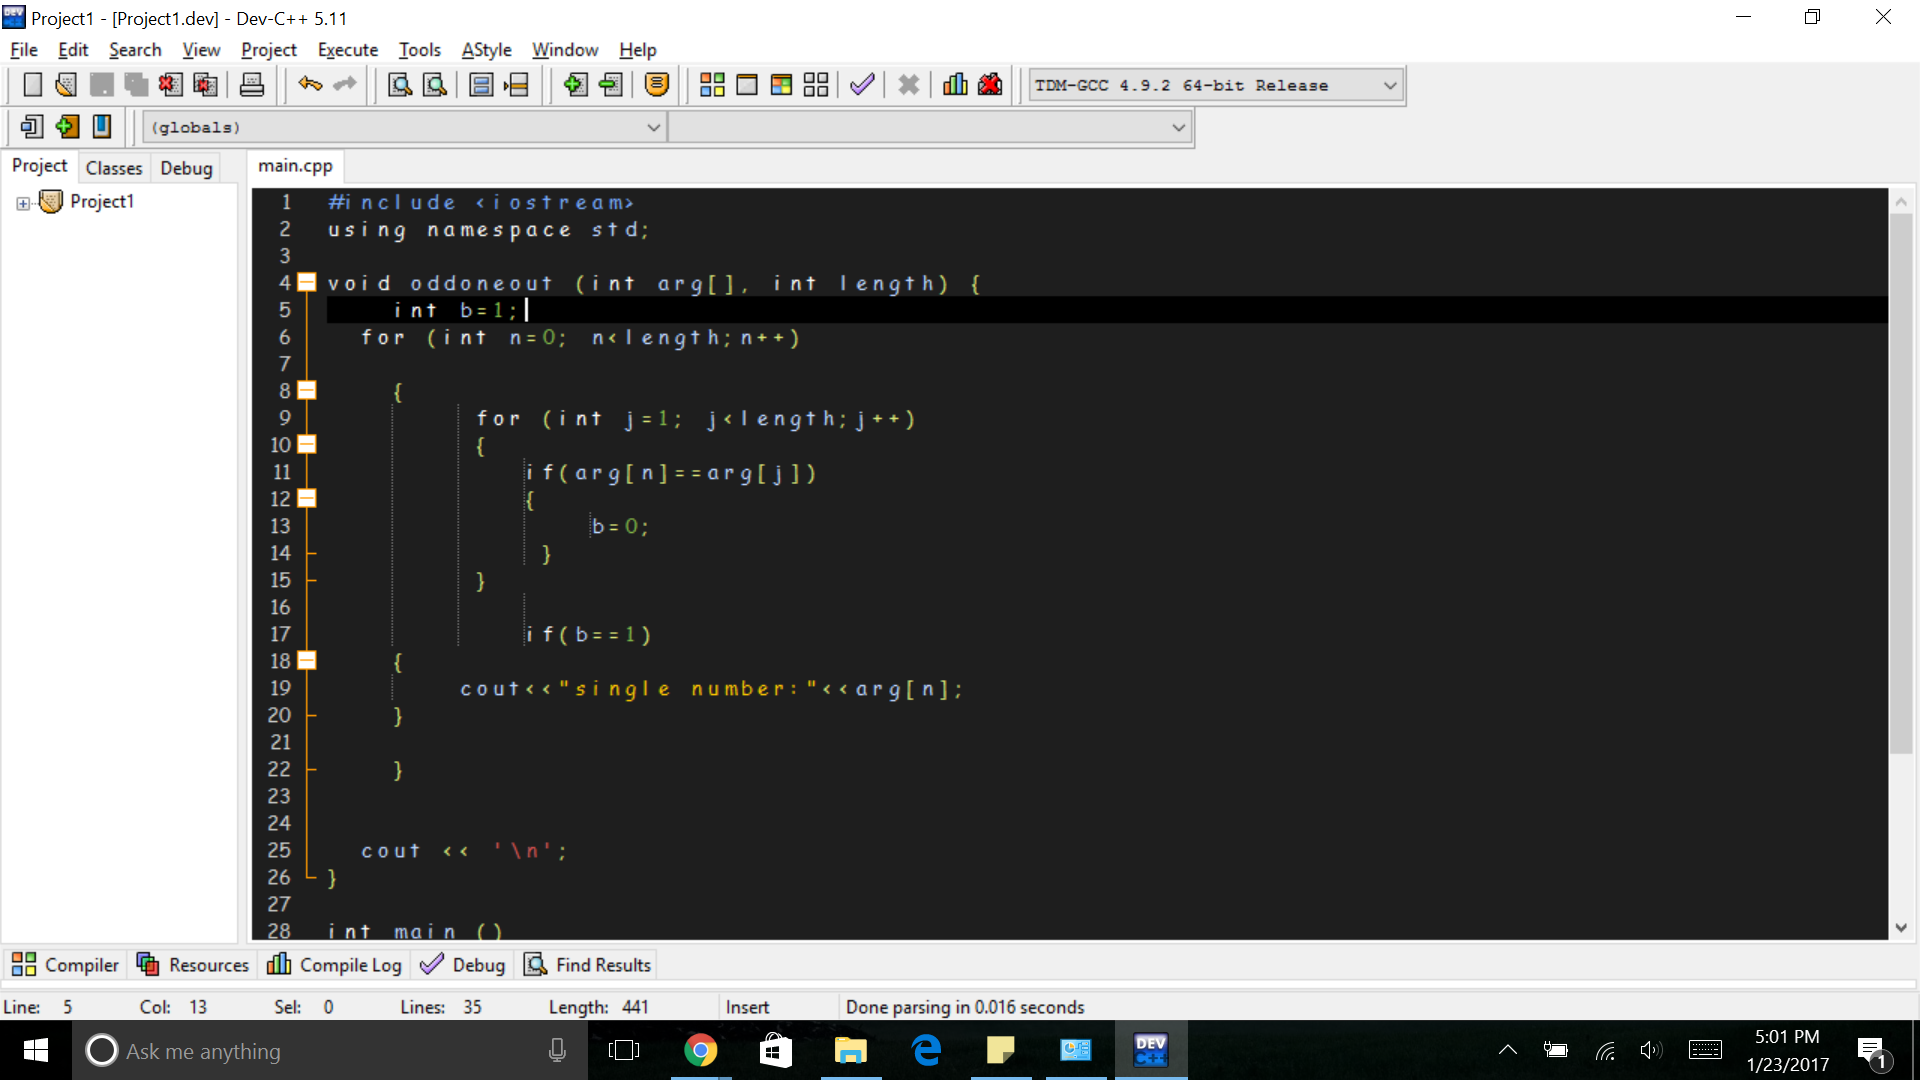 Project1 - [Project1.dev] - Dev-C++ 5.11
File Edit Search View Project Execute Tools AStyle Window Help
TDM-GCC 4.9.2 64-bit Release
(globals)
Project Classes Debug
main.cpp
Project1
1 #include <iostream>
2 using namespace std;
3
4 void oddoneout (int arg[], int length) {
5 int b=1;
6 for (int n=0; n<length;n++)
7
8 {
9 for (int j=1; j<length;j++)
10 {
11 if(arg[n]==arg[j])
12 {
13 b=0;
14 }
15 }
16
17 if(b==1)
18 {
19 cout<<"single number:"<<arg[n];
20 }
21
22 }
23
24
25 cout << '\n';
26 }
27
28 int main ()
Compiler Resources Compile Log Debug Find Results
Line: 5 Col: 13 Sel: 0 Lines: 35 Length: 441 Insert Done parsing in 0.016 seconds
Ask me anything
DEV C++
5:01 PM
1/23/2017
1